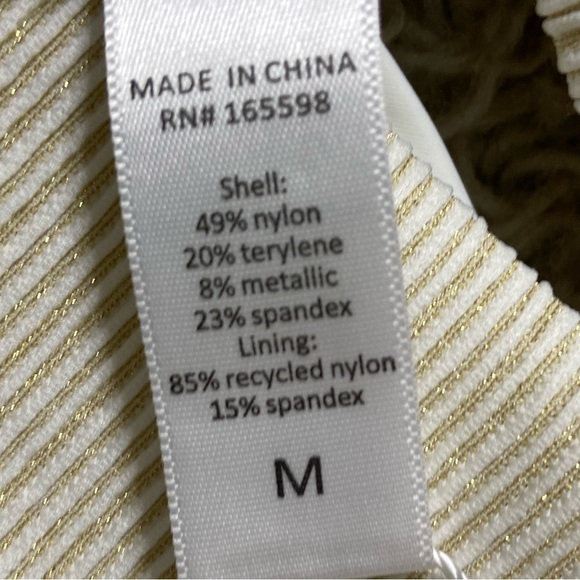 MADE IN CHINA
RN# 165598
Shell:
49% nylon
20% terylene
8% metallic
23% spandex
Lining:
85% recycled nylon
15% spandex
M